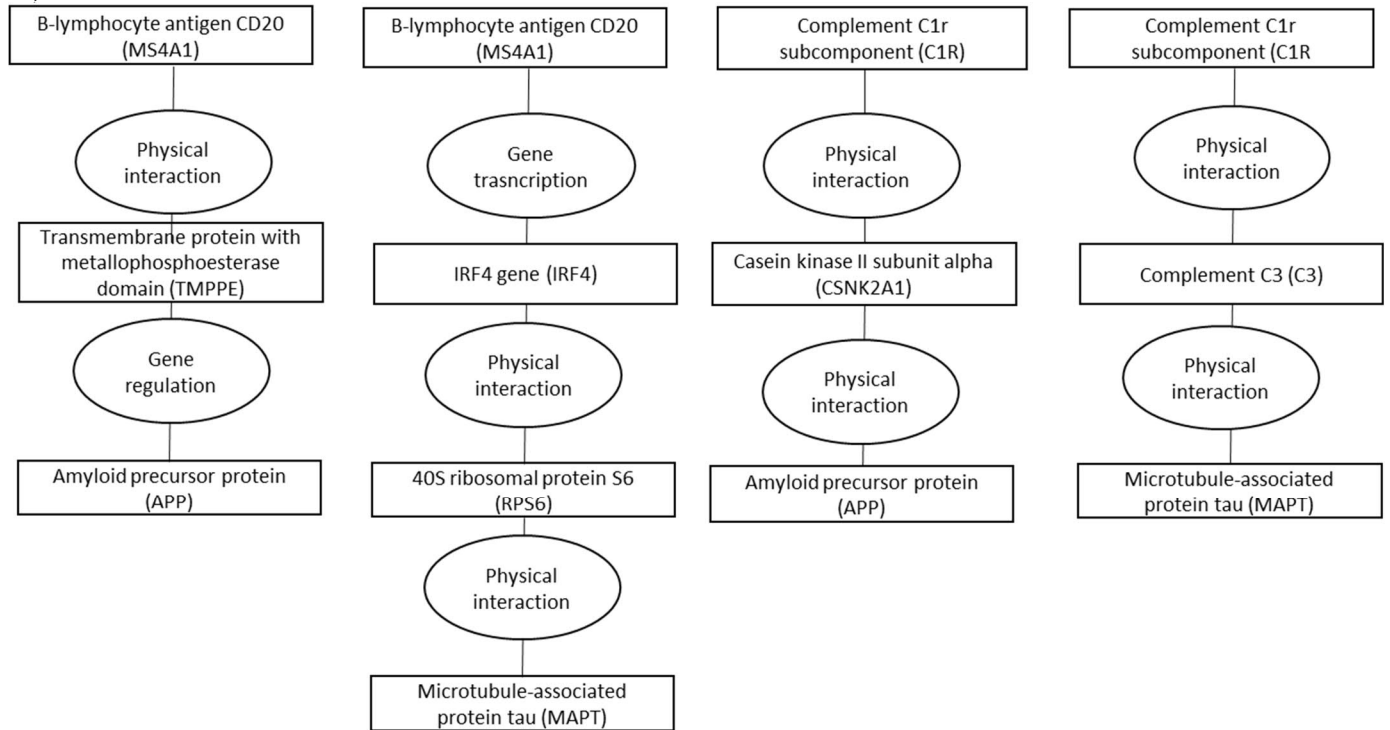 B-lymphocyte antigen CD20
(MS4A1)
Physical
interaction
Transmembrane protein with
metallophosphoesterase
domain (TMPPE)
Gene
regulation
Amyloid precursor protein
(APP)
B-lymphocyte antigen CD20
(MS4A1)
Gene
trasncription
IRF4 gene (IRF4)
Physical
interaction
40S ribosomal protein S6
(RPS6)
Physical
interaction
Microtubule-associated
protein tau (MAPT)
Complement C1r
subcomponent (C1R)
Physical
interaction
Casein kinase II subunit alpha
(CSNK2A1)
Physical
interaction
Amyloid precursor protein
(APP)
Complement C1r
subcomponent (C1R
Physical
interaction
Complement C3 (C3)
Physical
interaction
Microtubule-associated
protein tau (MAPT)